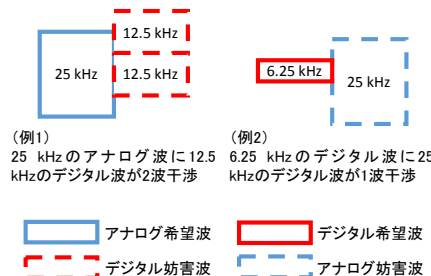 12.5 kHz
25 kHz
12.5 kHz
6.25 kHz
25 kHz
(例1)
25 kHzのアナログ波に12.5
kHzのデジタル波が2波干渉
(例2)
6.25 kHzのデジタル波に25
kHzのアナログ波が1波干渉
アナログ希望波
デジタル希望波
デジタル妨害波
アナログ妨害波